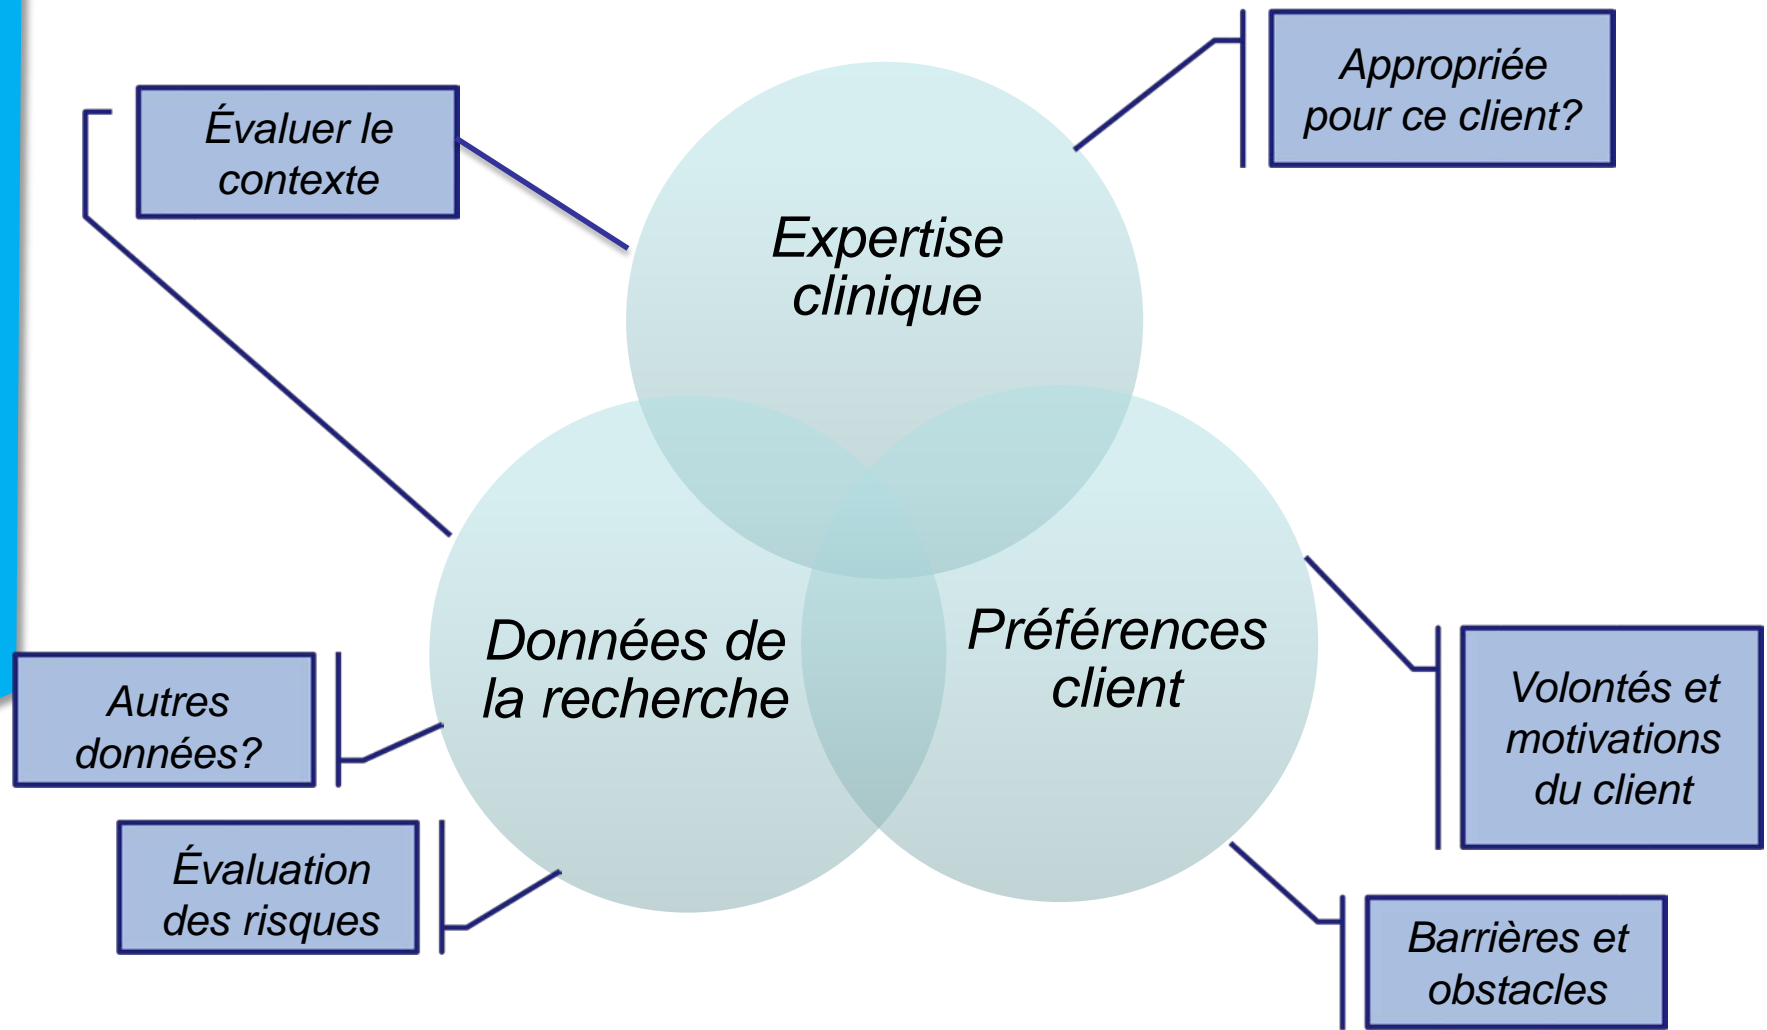 Appropriée
pour ce client?
Évaluer le
contexte
Expertise
clinique
Données de
la recherche
Préférences
client
Autres
données?
Volontés et
motivations
du client
Évaluation
des risques
Barrières et
obstacles